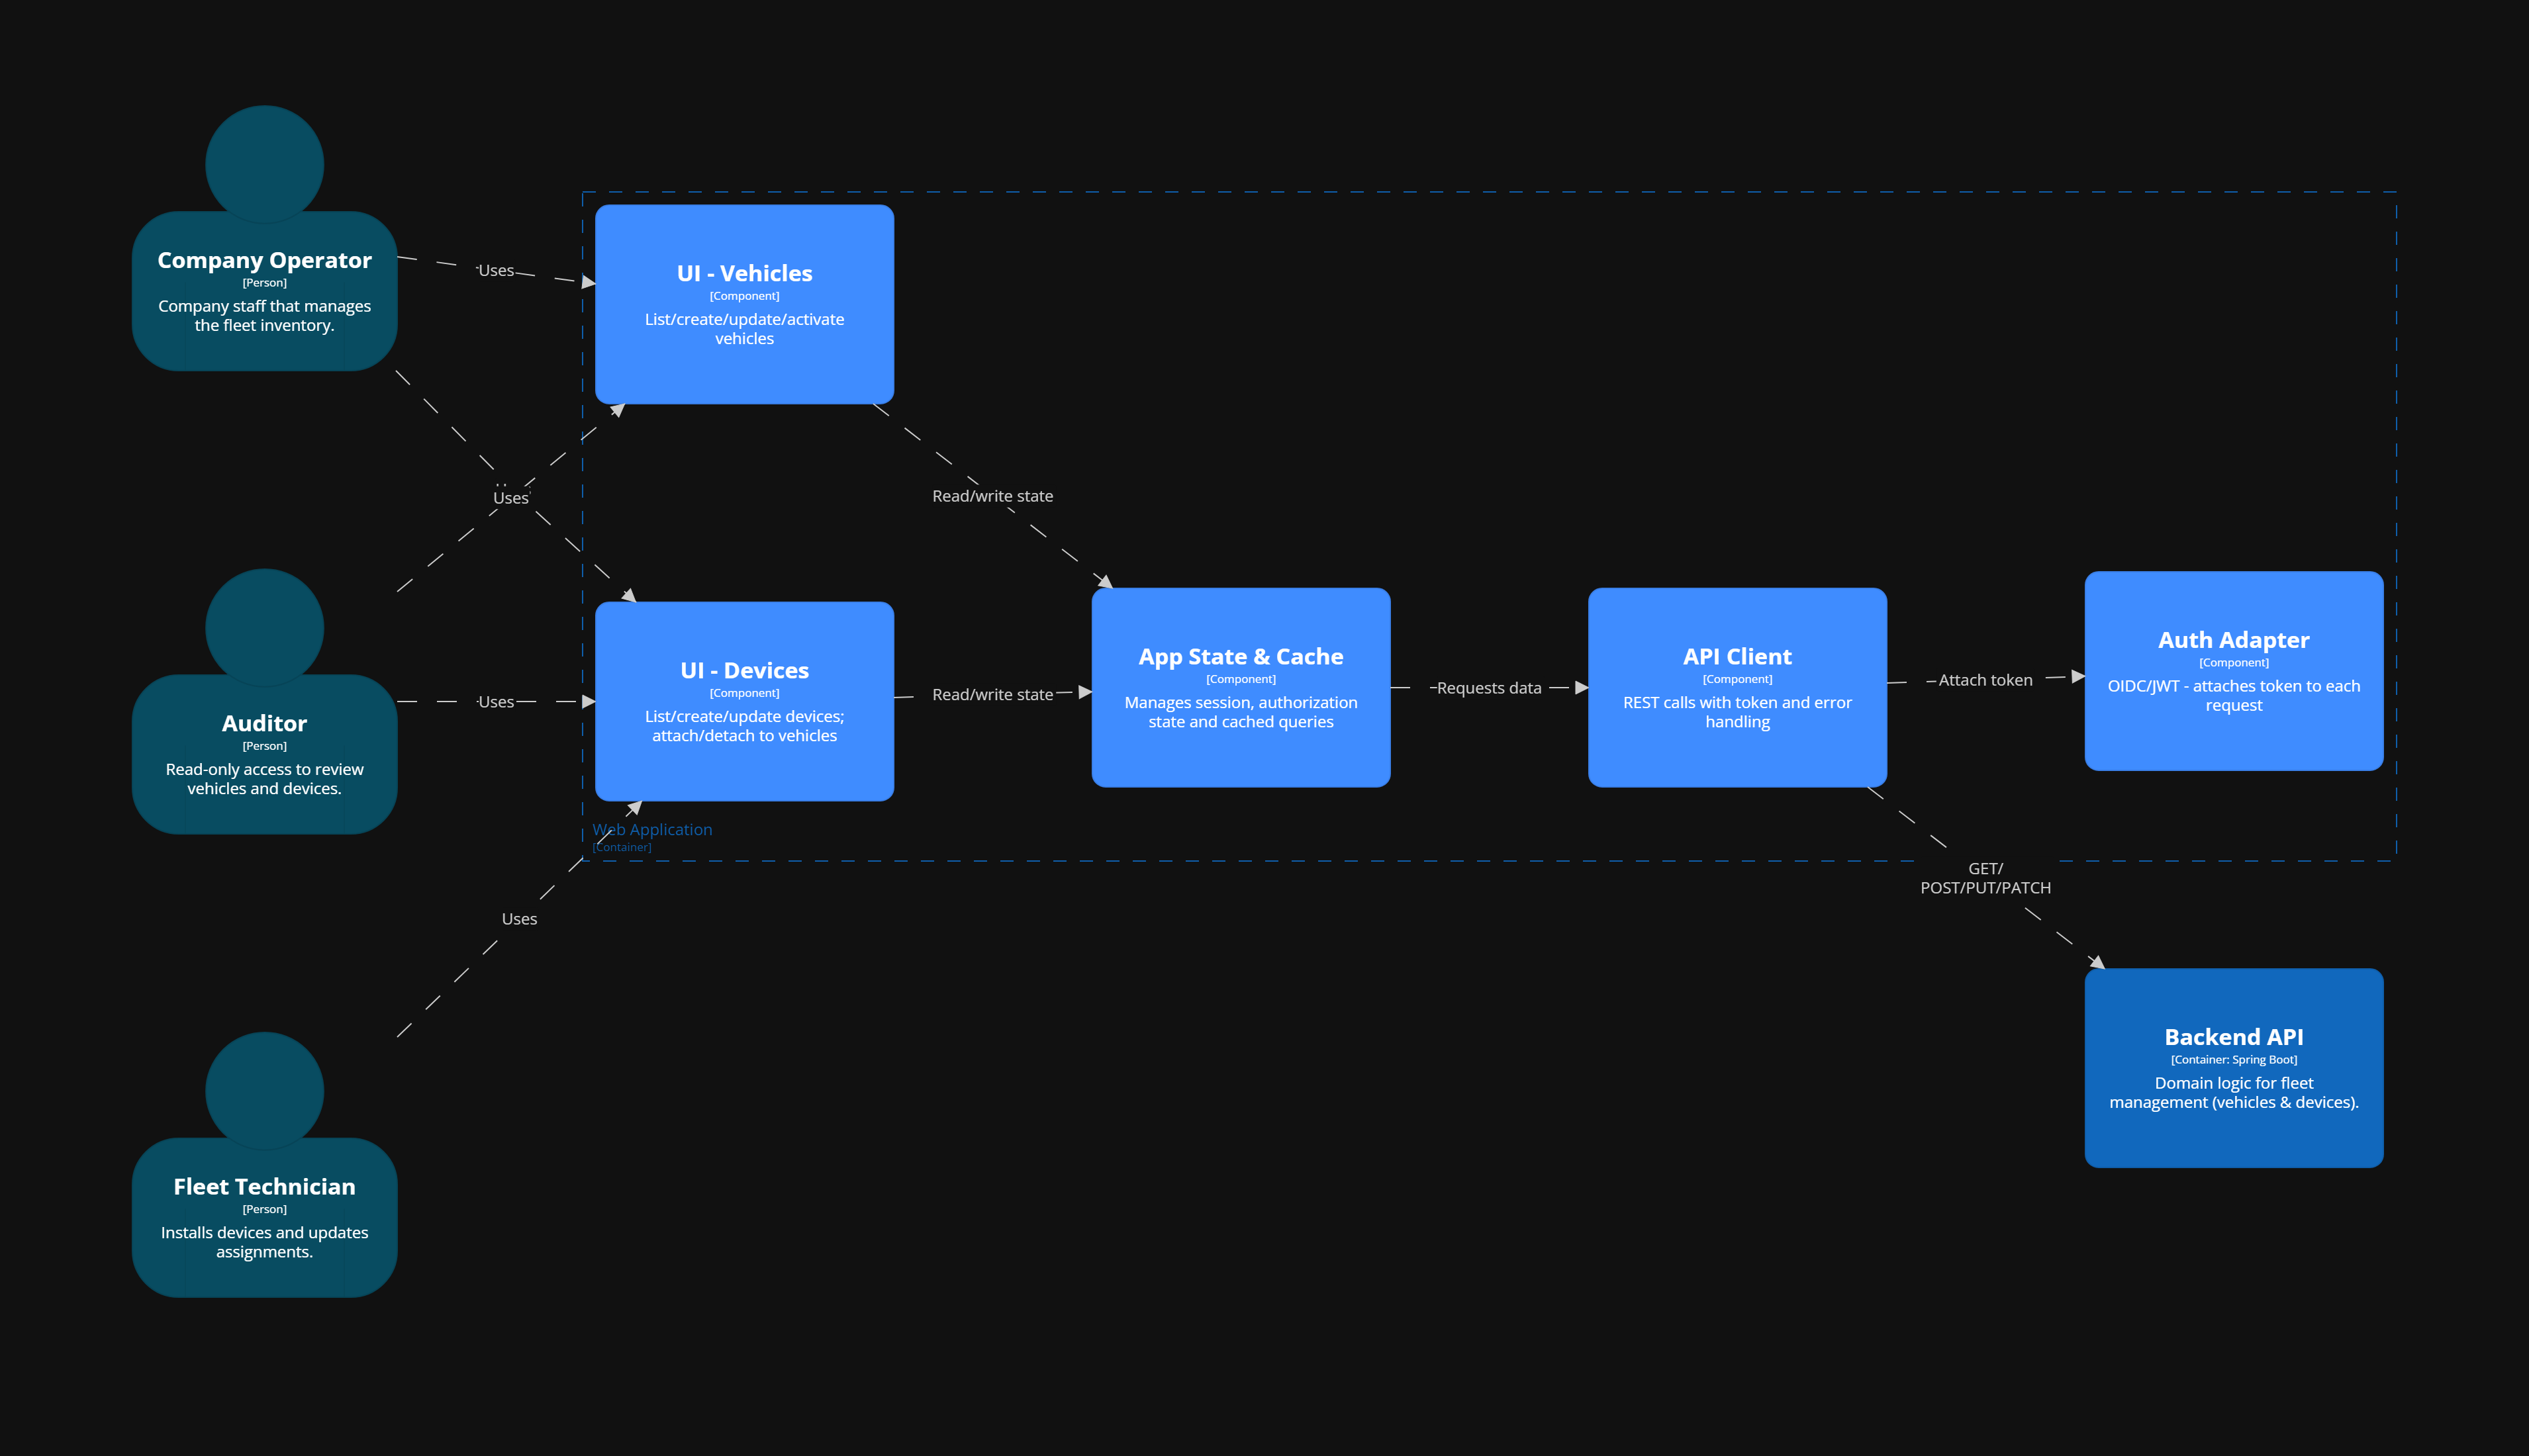 Company Operator
[Person]
Company staff that manages
the fleet inventory.
Uses
UI - Vehicles
[Component]
List/create/update/activate
vehicles
Uses
Read/write state
Auditor
[Person]
Read-only access to review
vehicles and devices.
Uses
UI - Devices
[Component]
List/create/update devices;
attach/detach to vehicles
Read/write state
App State & Cache
[Component]
Manages session, authorization
state and cached queries
Requests data
API Client
[Component]
REST calls with token and error
handling
Attach token
Auth Adapter
[Component]
OIDC/JWT - attaches token to each
request
Web Application
[Container]
GET/
POST/PUT/PATCH
Uses
Backend API
[Container: Spring Boot]
Domain logic for fleet
management (vehicles & devices).
Fleet Technician
[Person]
Installs devices and updates
assignments.